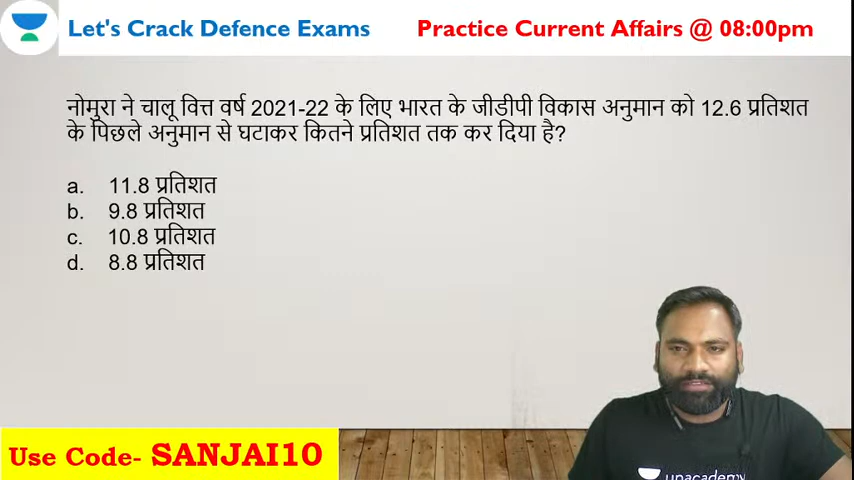 Let's Crack Defence Exams
Practice Current Affairs @ 08:00pm
नोमुरा ने चालू वित्त वर्ष 2021-22 के लिए भारत के जीडीपी विकास अनुमान को 12.6 प्रतिशत
के पिछले अनुमान से घटाकर कितने प्रतिशत तक कर दिया है?
a. 11.8 प्रतिशत
b. 9.8 प्रतिशत
c. 10.8 प्रतिशत
d. 8.8 प्रतिशत
Use Code- SANJAI10
unacademy